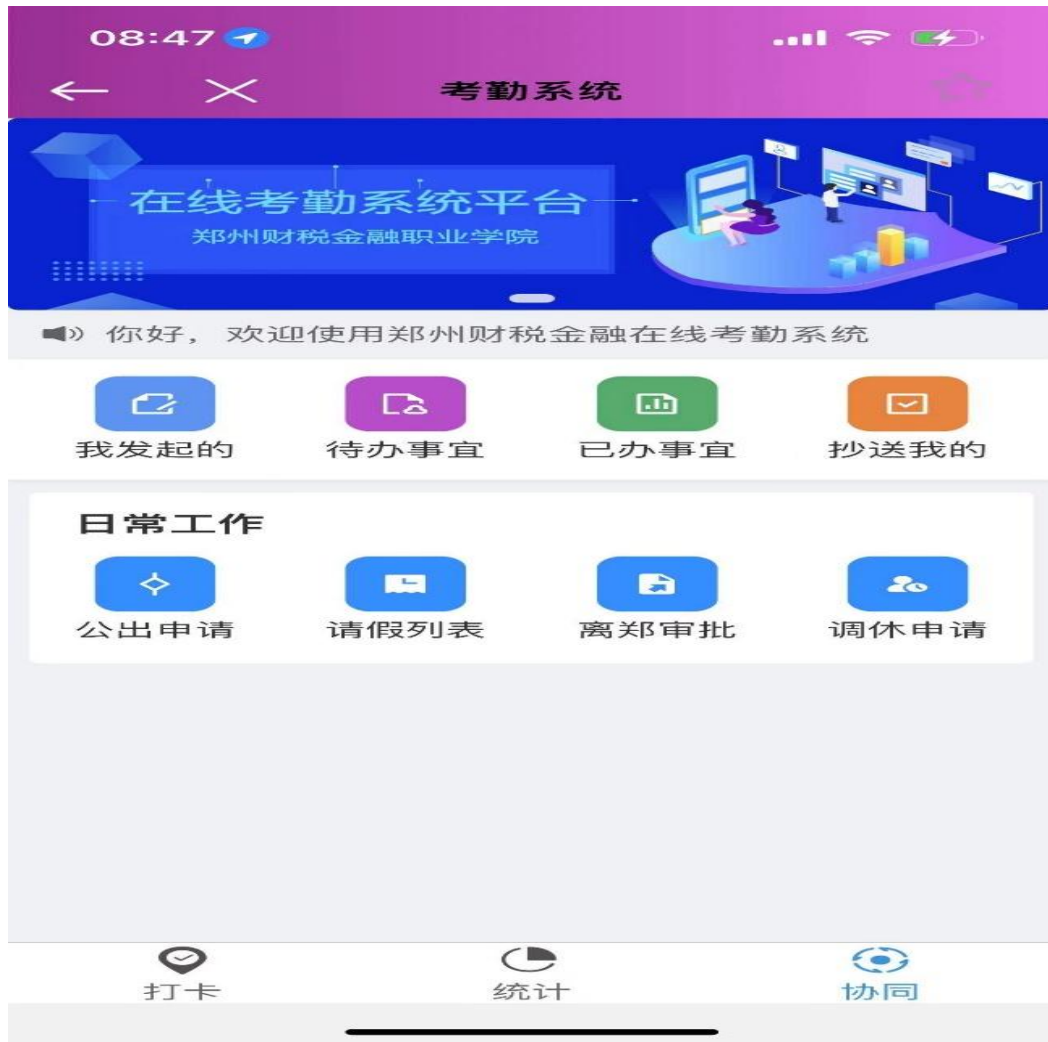 08:47
考勤系统
在线考勤系统平台
郑州财税金融职业学院
你好，欢迎使用郑州财税金融在线考勤系统
我发起的 待办事宜 已办事宜 抄送我的
日常工作
公出申请 请假列表 离郑审批 调休申请
打卡 统计 协同